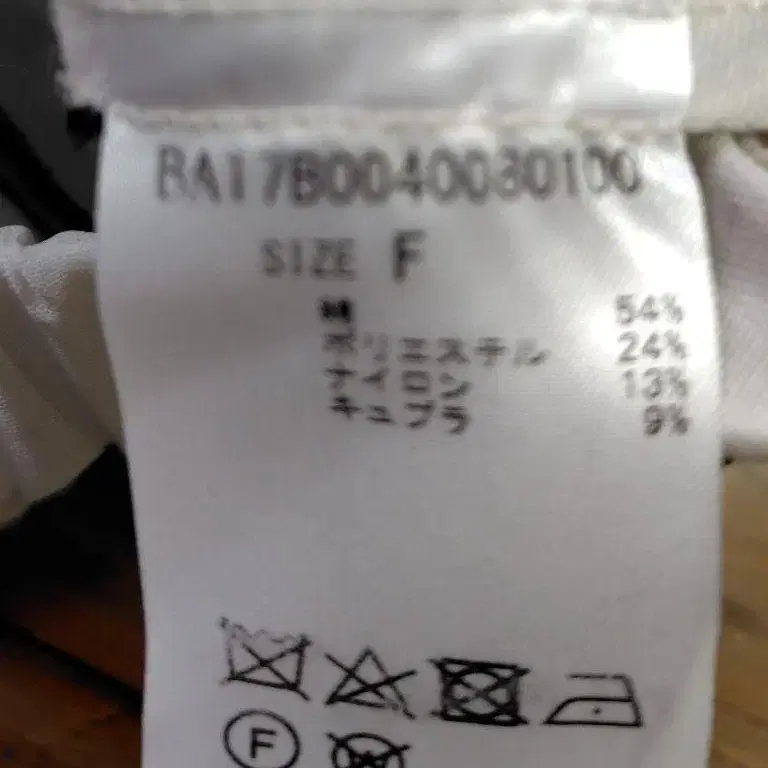 BA17B0040030100
SIZE F
綿 54%
ポリエステル 24%
ナイロン 13%
キュプラ 9%
F